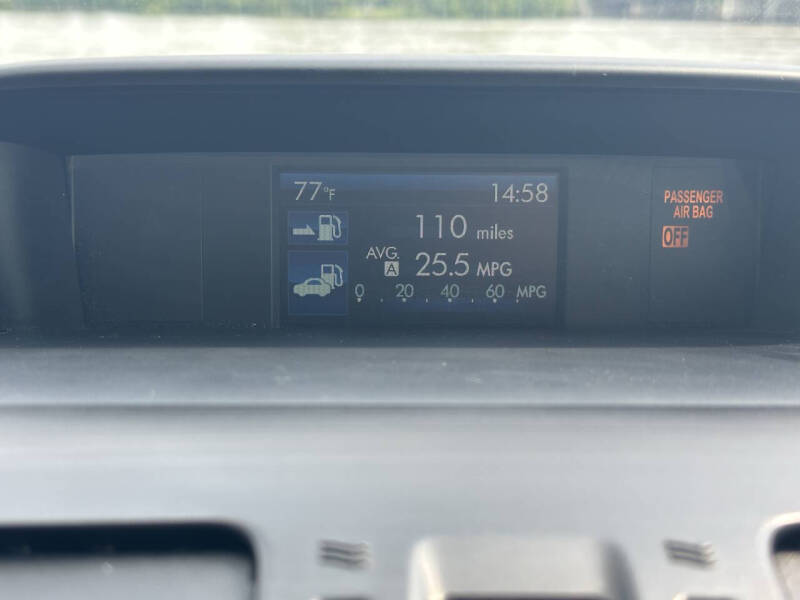 77°F 14:58
110 miles
AVG.
A 25.5 MPG
0 20 40 60 MPG
PASSENGER
AIR BAG
OFF